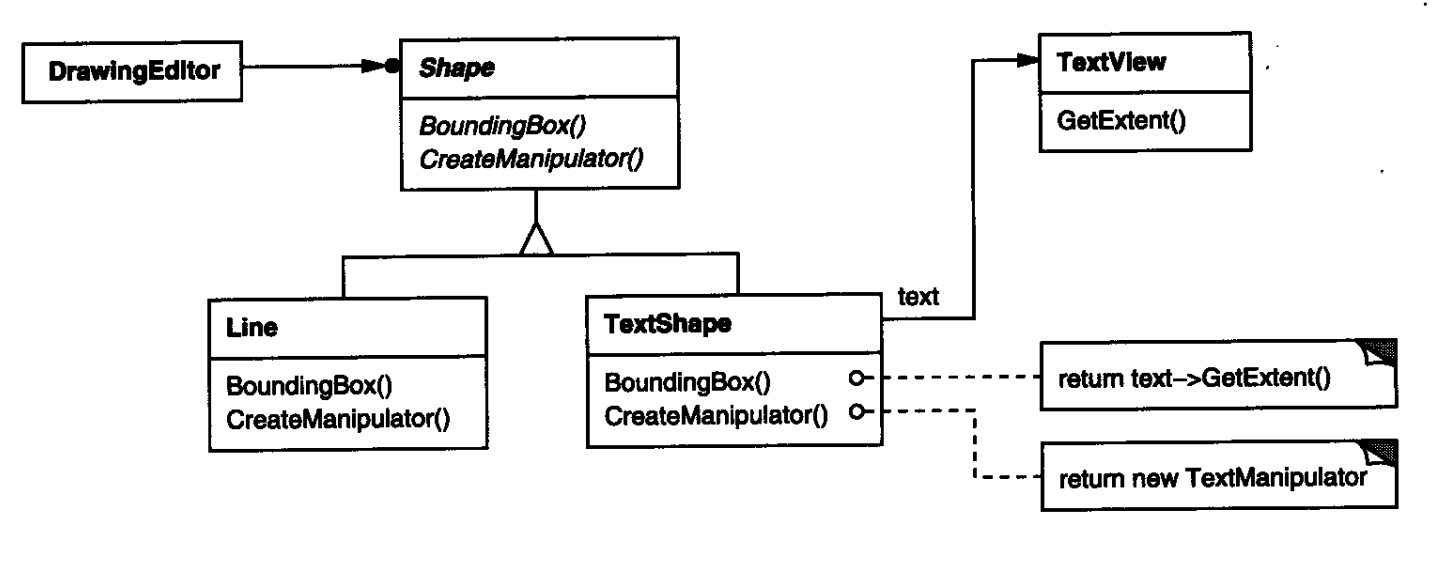 DrawingEditor
Shape
BoundingBox()
CreateManipulator()
TextView
GetExtent()
Line
BoundingBox()
CreateManipulator()
TextShape
BoundingBox()
CreateManipulator()
text
return text–>GetExtent()
return new TextManipulator